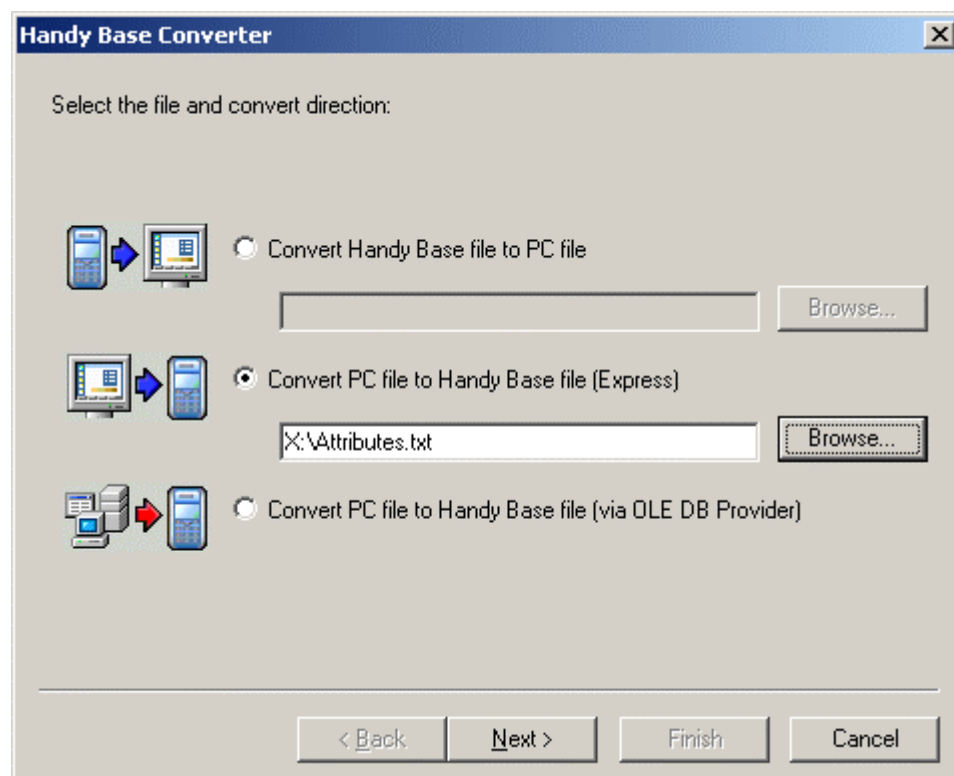 Handy Base Converter
Select the file and convert direction:
Convert Handy Base file to PC file
Browse...
Convert PC file to Handy Base file (Express)
X:\Attributes.txt
Browse...
Convert PC file to Handy Base file (via OLE DB Provider)
< Back
Next >
Finish
Cancel